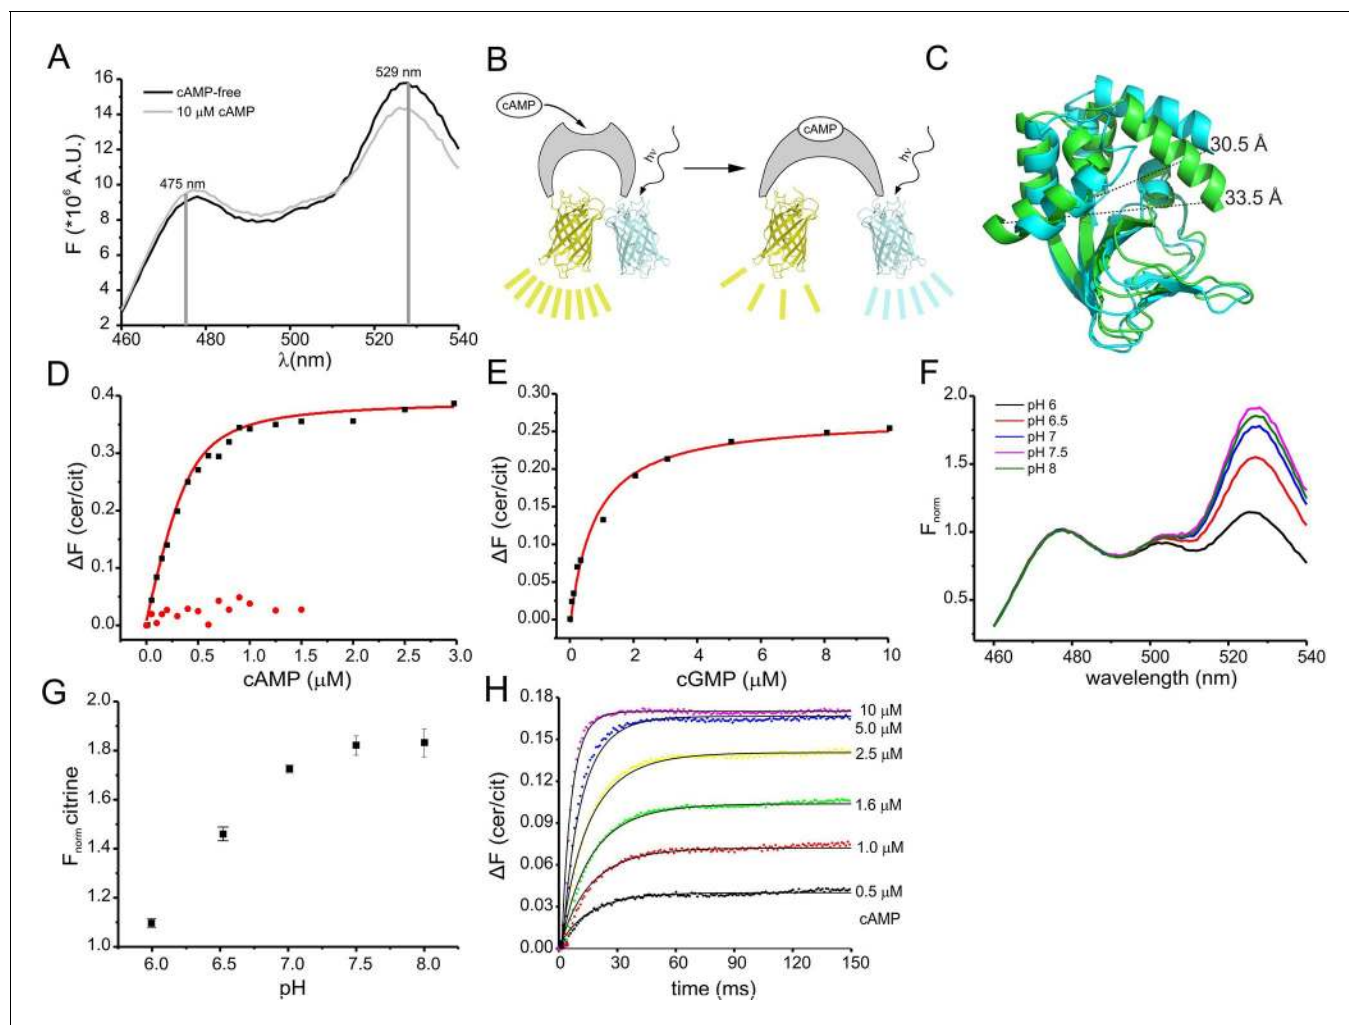 A
529 nm
cAMP-free
10 μM cAMP
475 nm
F (*10⁶ A.U.)
16
14
12
10
8
6
4
2
460 480 500 520 540
λ(nm)
B
cAMP
hν
cAMP
hν
C
30.5 Å
33.5 Å
D
ΔF (cer/cit)
0.4
0.3
0.2
0.1
0.0
0.0 0.5 1.0 1.5 2.0 2.5 3.0
cAMP (μM)
E
ΔF (cer/cit)
0.30
0.25
0.20
0.15
0.10
0.05
0.00
0 2 4 6 8 10
cGMP (μM)
F
pH 6
pH 6.5
pH 7
pH 7.5
pH 8
Fnorm
2.0
1.5
1.0
0.5
460 480 500 520 540
wavelength (nm)
G
Fnorm citrine
2.0
1.8
1.6
1.4
1.2
1.0
6.0 6.5 7.0 7.5 8.0
pH
H
ΔF (cer/cit)
0.18
0.15
0.12
0.09
0.06
0.03
0.00
10 μM
5.0 μM
2.5 μM
1.6 μM
1.0 μM
0.5 μM
cAMP
0 30 60 90 120 150
time (ms)